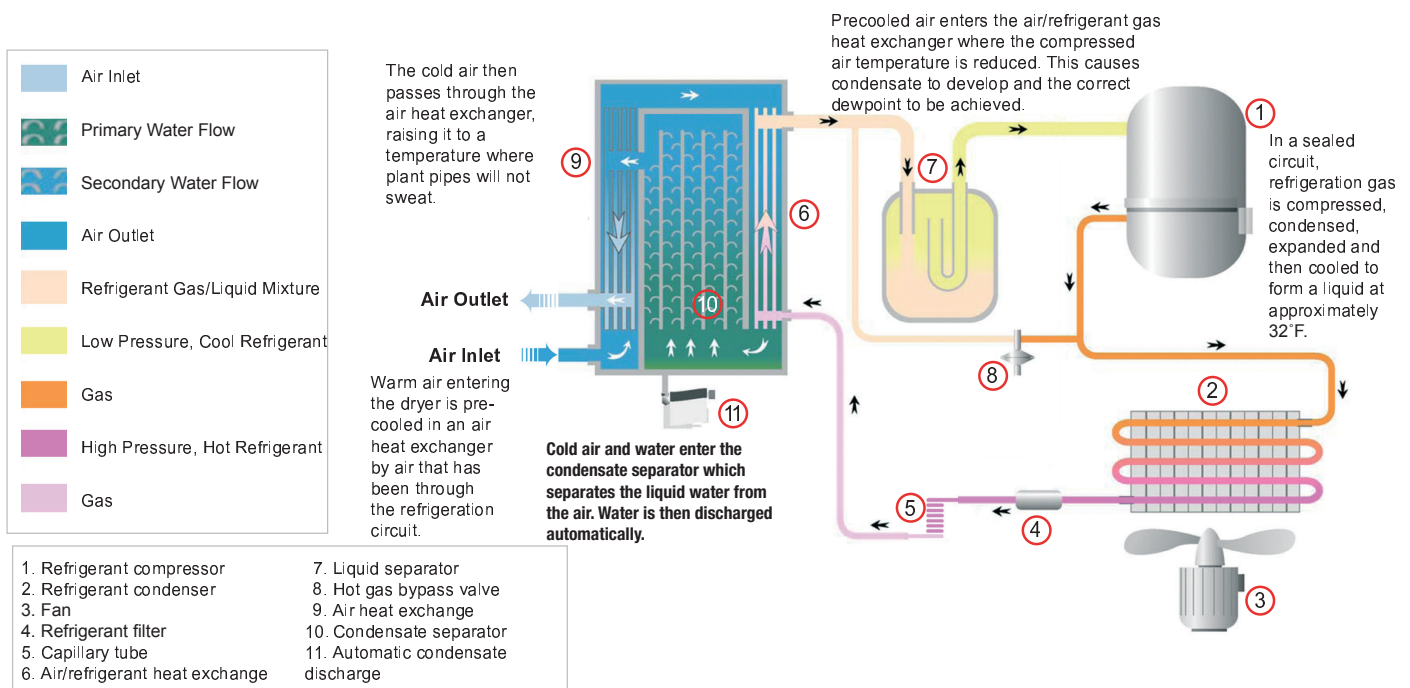 Precooled air enters the air/refrigerant gas
heat exchanger where the compressed
air temperature is reduced. This causes
condensate to develop and the correct
dewpoint to be achieved.
Air Inlet
Primary Water Flow
Secondary Water Flow
Air Outlet
Refrigerant Gas/Liquid Mixture
Low Pressure, Cool Refrigerant
Gas
High Pressure, Hot Refrigerant
Gas
The cold air then
passes through the
air heat exchanger,
raising it to a
temperature where
plant pipes will not
sweat.
9
6
7
1
In a sealed
circuit,
refrigeration gas
is compressed,
condensed,
expanded and
then cooled to
form a liquid at
approximately
32˚F.
Air Outlet
10
Air Inlet
8
2
Warm air entering
the dryer is pre-
cooled in an air
heat exchanger
by air that has
been through
the refrigeration
circuit.
11
Cold air and water enter the
condensate separator which
separates the liquid water from
the air. Water is then discharged
automatically.
5
4
3
1. Refrigerant compressor
2. Refrigerant condenser
3. Fan
4. Refrigerant filter
5. Capillary tube
6. Air/refrigerant heat exchange
7. Liquid separator
8. Hot gas bypass valve
9. Air heat exchange
10. Condensate separator
11. Automatic condensate
discharge